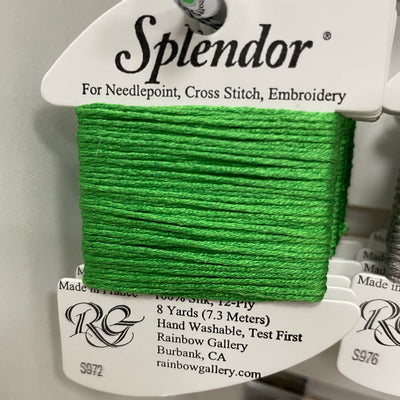 Splendor ®
For Needlepoint, Cross Stitch, Embroidery
Made in France
100% Silk, 12-Ply
8 Yards (7.3 Meters)
Hand Washable, Test First
Rainbow Gallery
Burbank, CA
rainbowgallery.com
RG
S972
Made in
RG
S976